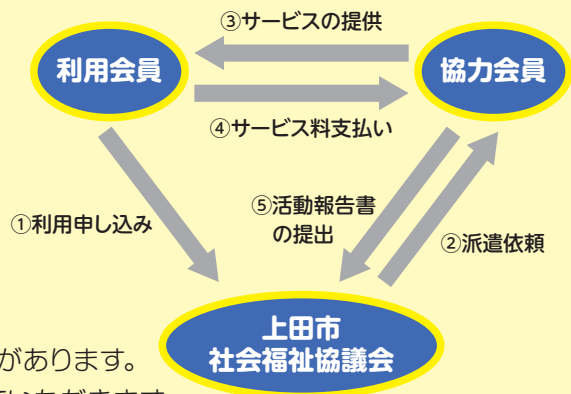 ③サービスの提供
利用会員
協力会員
④サービス料支払い
①利用申し込み
⑤活動報告書
の提出
②派遣依頼
上田市
社会福祉協議会
があります。